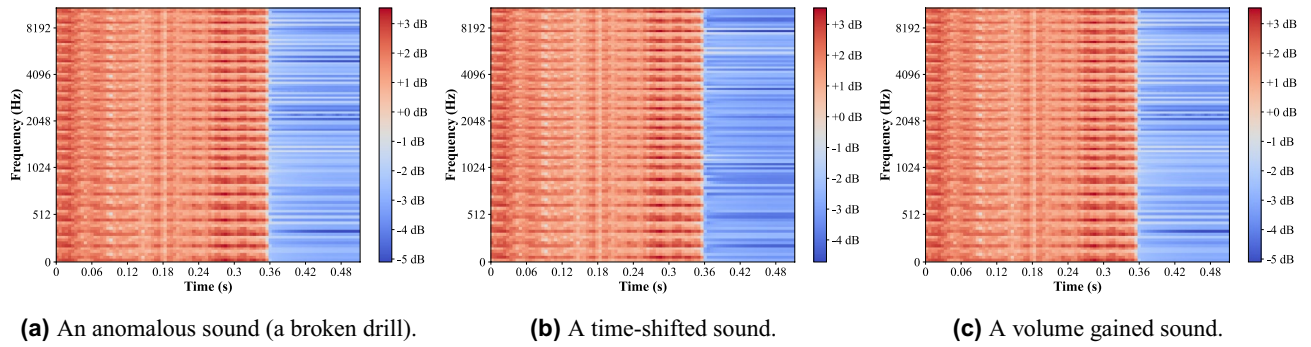 8192
4096
2048
1024
512
0
Frequency (Hz)
0 0.06 0.12 0.18 0.24 0.3 0.36 0.42 0.48
Time (s)
+3 dB
+2 dB
+1 dB
+0 dB
-1 dB
-2 dB
-3 dB
-4 dB
-5 dB
(a) An anomalous sound (a broken drill).
8192
4096
2048
1024
512
0
Frequency (Hz)
0 0.06 0.12 0.18 0.24 0.3 0.36 0.42 0.48
Time (s)
+3 dB
+2 dB
+1 dB
+0 dB
-1 dB
-2 dB
-3 dB
-4 dB
(b) A time-shifted sound.
8192
4096
2048
1024
512
0
Frequency (Hz)
0 0.06 0.12 0.18 0.24 0.3 0.36 0.42 0.48
Time (s)
+3 dB
+2 dB
+1 dB
+0 dB
-1 dB
-2 dB
-3 dB
-4 dB
-5 dB
(c) A volume gained sound.